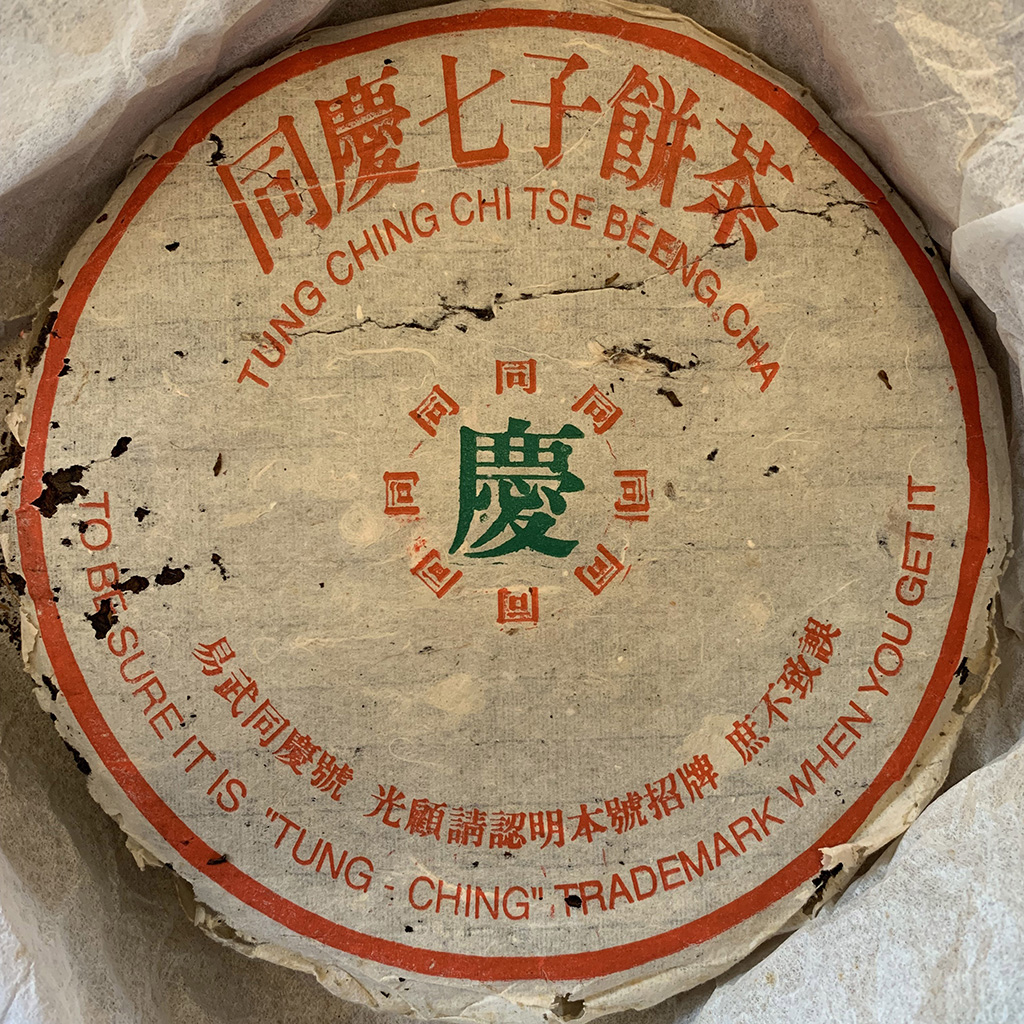 同慶七子餅茶
TUNG CHING CHI TSE BEENG CHA
同
同 同
同 慶 同
同 同
同
易武同慶號 光顧請認明本號招牌 庶不致誤
TO BE SURE IT IS "TUNG - CHING" TRADEMARK WHEN YOU GET IT